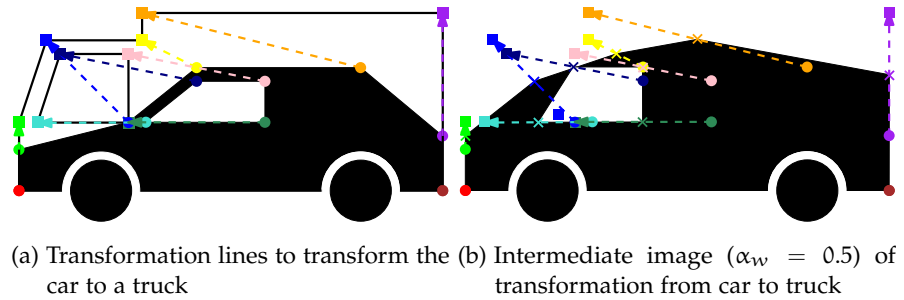 (a) Transformation lines to transform the car to a truck
(b) Intermediate image (αw = 0.5) of transformation from car to truck